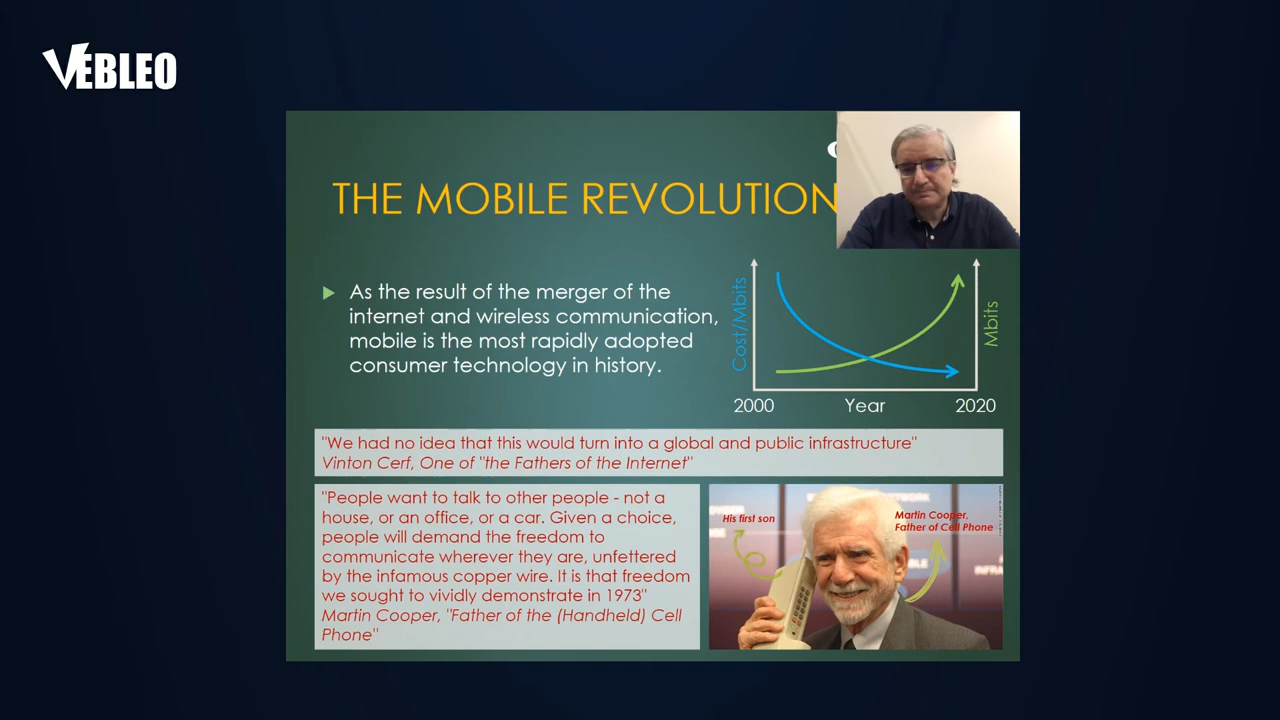 VEBLEO
THE MOBILE REVOLUTION
As the result of the merger of the
internet and wireless communication,
mobile is the most rapidly adopted
consumer technology in history.
Cost/Mbits
Mbits
2000 Year 2020
"We had no idea that this would turn into a global and public infrastructure"
Vinton Cerf, One of "the Fathers of the Internet"
"People want to talk to other people - not a
house, or an office, or a car. Given a choice,
people will demand the freedom to
communicate wherever they are, unfettered
by the infamous copper wire. It is that freedom
we sought to vividly demonstrate in 1973"
Martin Cooper, "Father of the (Handheld) Cell
Phone"
His first son
Martin Cooper,
Father of Cell Phone